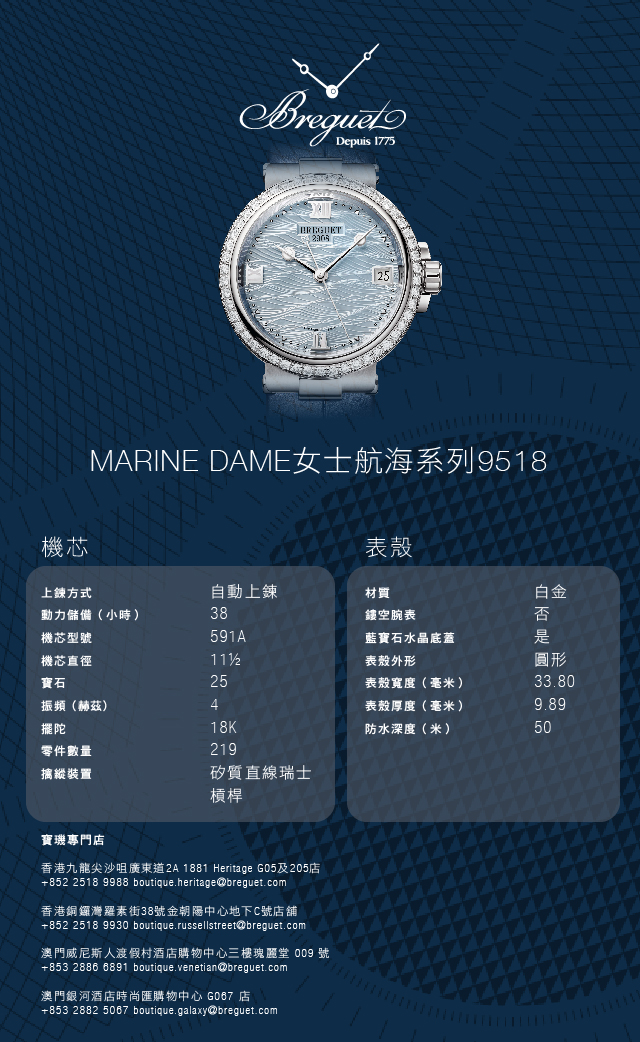 Breguet
Depuis 1775
BREGUET
2908
25
MARINE DAME女士航海系列9518
機芯
上鍊方式 自動上鍊
動力儲備（小時） 38
機芯型號 591A
機芯直徑 11½
寶石 25
振頻（赫茲） 4
擺陀 18K
零件數量 219
擒縱裝置 矽質直線瑞士
槓桿
表殼
材質 白金
鏤空腕表 否
藍寶石水晶底蓋 是
表殼外形 圓形
表殼寬度（毫米） 33.80
表殼厚度（毫米） 9.89
防水深度（米） 50
寶璣專門店
香港九龍尖沙咀廣東道2A 1881 Heritage G05及205店
+852 2518 9988 boutique.heritage@breguet.com
香港銅鑼灣羅素街38號金朝陽中心地下C號店舖
+852 2518 9930 boutique.russellstreet@breguet.com
澳門威尼斯人渡假村酒店購物中心三樓瑰麗堂 009 號
+853 2886 6891 boutique.venetian@breguet.com
澳門銀河酒店時尚匯購物中心 G067 店
+853 2882 5067 boutique.galaxy@breguet.com